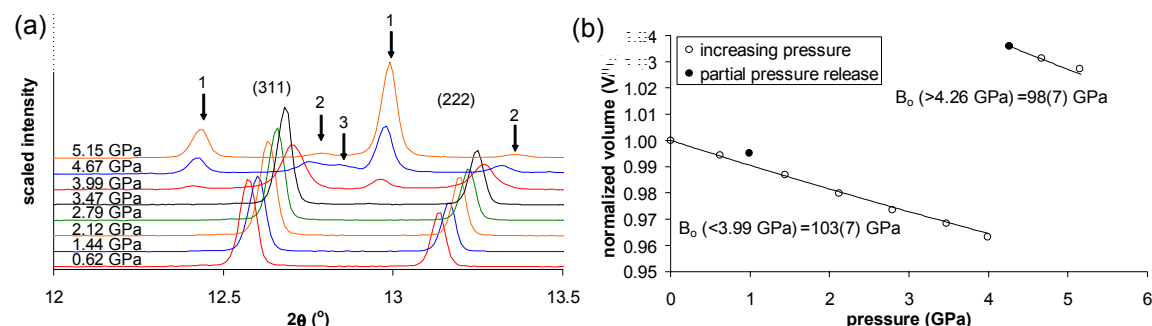 (a)
scaled intensity
1
1
(311)
2
3
(222)
2
5.15 GPa
4.67 GPa
3.99 GPa
3.47 GPa
2.79 GPa
2.12 GPa
1.44 GPa
0.62 GPa
12
12.5
13
13.5
2θ (°)
(b)
normalized volume
1.03
1.02
1.00
0.99
0.98
0.97
0.96
0.95
increasing pressure
partial pressure release
Bₒ (>4.26 GPa) =98(7) GPa
Bₒ (<3.99 GPa)=103(7) GPa
0
1
2
3
4
5
6
pressure (GPa)